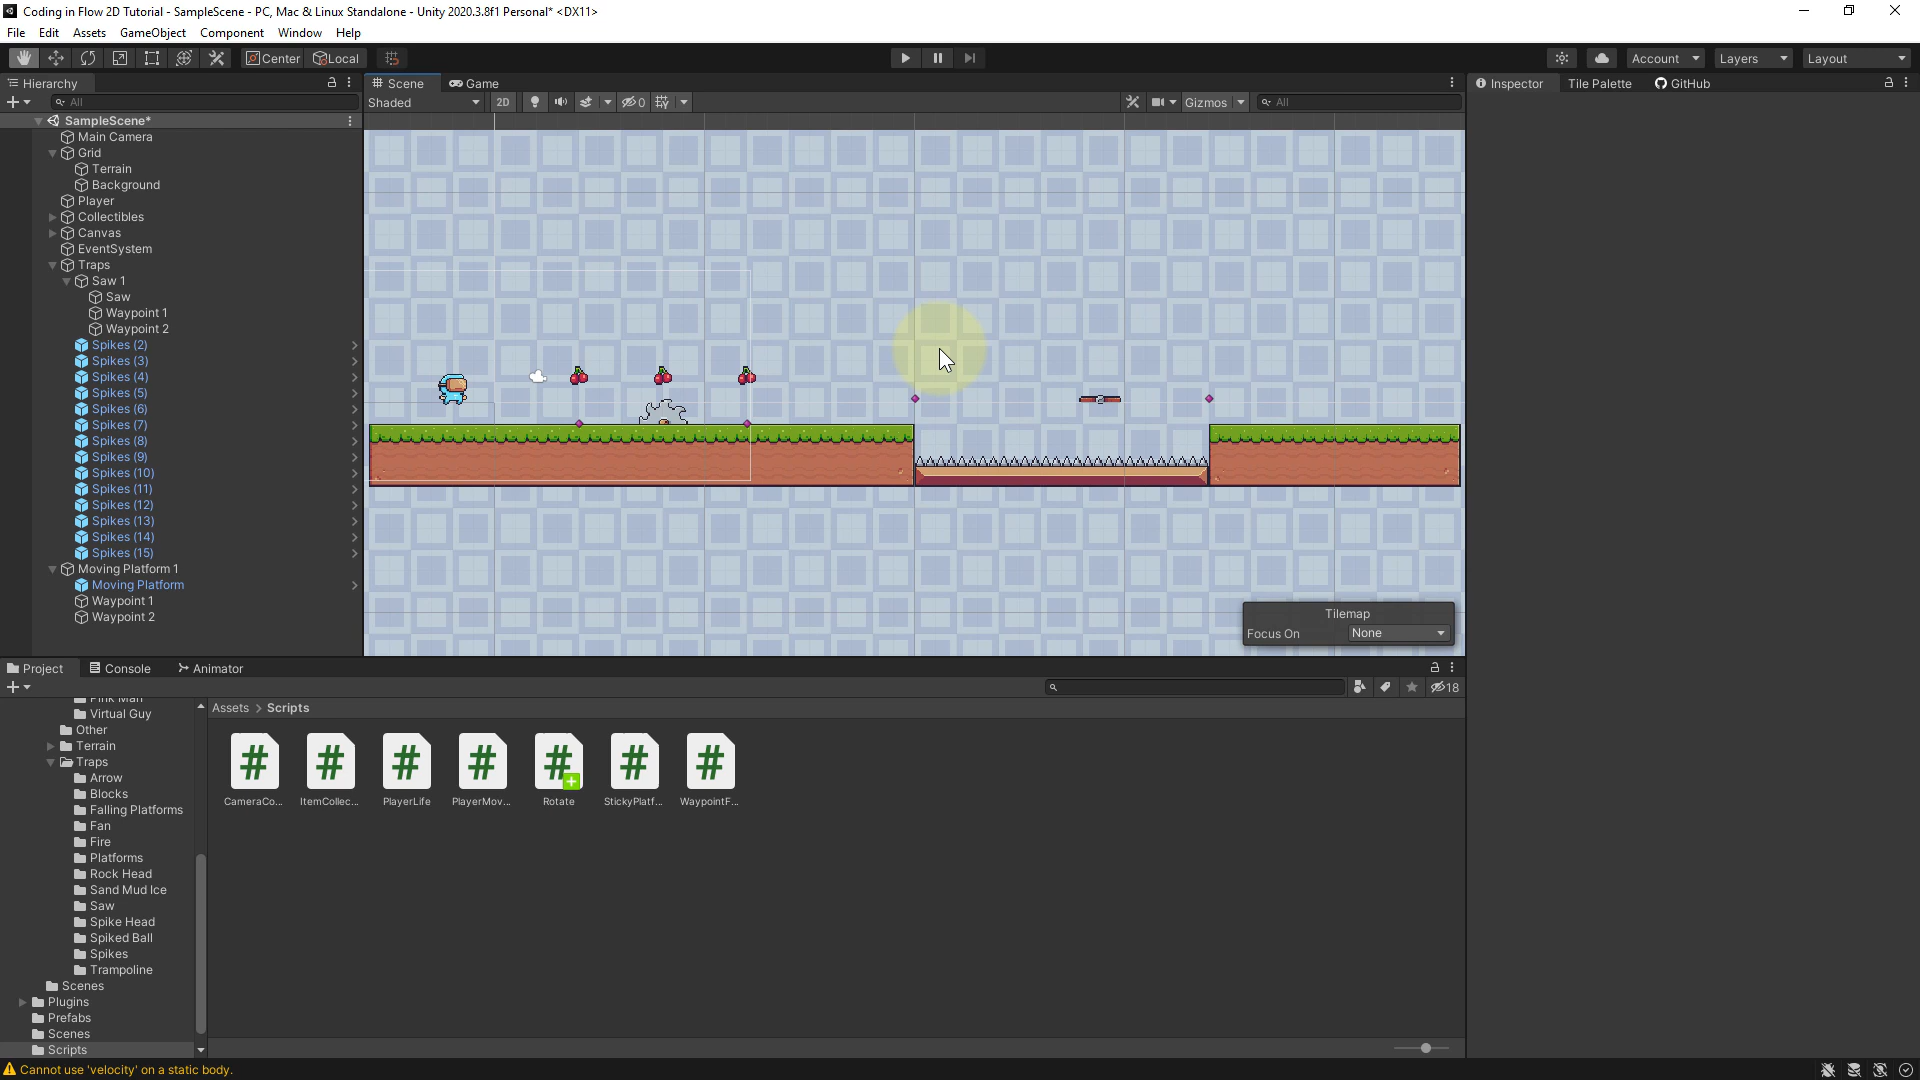 Coding in Flow 2D Tutorial - SampleScene - PC, Mac & Linux Standalone - Unity 2020.3.8f1 Personal* <DX11>
File Edit Assets GameObject Component Window Help
Center Local Account Layers Layout
Hierarchy
All
SampleScene*
Main Camera
Grid
Terrain
Background
Player
Collectibles
Canvas
EventSystem
Traps
Saw 1
Saw
Waypoint 1
Waypoint 2
Spikes (2)
Spikes (3)
Spikes (4)
Spikes (5)
Spikes (6)
Spikes (7)
Spikes (8)
Spikes (9)
Spikes (10)
Spikes (11)
Spikes (12)
Spikes (13)
Spikes (14)
Spikes (15)
Moving Platform 1
Moving Platform
Waypoint 1
Waypoint 2
Scene Game
Shaded 2D 0 Gizmos All
Tilemap
Focus On None
Inspector Tile Palette GitHub
Project Console Animator
18
Virtual Guy
Other
Terrain
Traps
Arrow
Blocks
Falling Platforms
Fan
Fire
Platforms
Rock Head
Sand Mud Ice
Saw
Spike Head
Spiked Ball
Spikes
Trampoline
Scenes
Plugins
Prefabs
Scenes
Scripts
Assets > Scripts
CameraCo... ItemCollec... PlayerLife PlayerMov... Rotate StickyPlatf... WaypointF...
Cannot use 'velocity' on a static body.